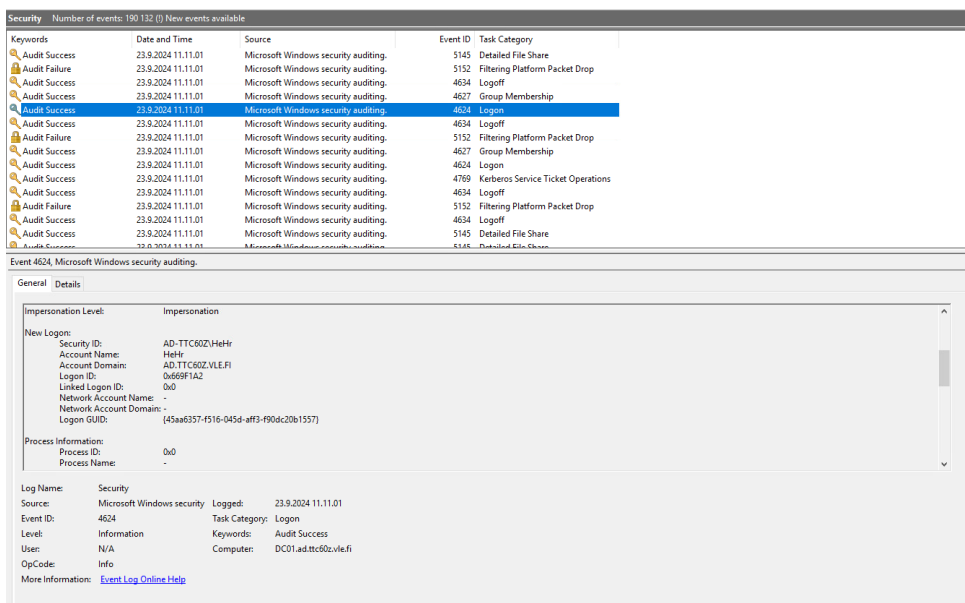 Security Number of events: 190 132 (!) New events available
Keywords Date and Time Source Event ID Task Category
Audit Success 23.9.2024 11.11.01 Microsoft Windows security auditing. 5145 Detailed File Share
Audit Failure 23.9.2024 11.11.01 Microsoft Windows security auditing. 5152 Filtering Platform Packet Drop
Audit Success 23.9.2024 11.11.01 Microsoft Windows security auditing. 4634 Logoff
Audit Success 23.9.2024 11.11.01 Microsoft Windows security auditing. 4627 Group Membership
Audit Success 23.9.2024 11.11.01 Microsoft Windows security auditing. 4624 Logon
Audit Success 23.9.2024 11.11.01 Microsoft Windows security auditing. 4634 Logoff
Audit Failure 23.9.2024 11.11.01 Microsoft Windows security auditing. 5152 Filtering Platform Packet Drop
Audit Success 23.9.2024 11.11.01 Microsoft Windows security auditing. 4627 Group Membership
Audit Success 23.9.2024 11.11.01 Microsoft Windows security auditing. 4624 Logon
Audit Success 23.9.2024 11.11.01 Microsoft Windows security auditing. 4769 Kerberos Service Ticket Operations
Audit Success 23.9.2024 11.11.01 Microsoft Windows security auditing. 4634 Logoff
Audit Failure 23.9.2024 11.11.01 Microsoft Windows security auditing. 5152 Filtering Platform Packet Drop
Audit Success 23.9.2024 11.11.01 Microsoft Windows security auditing. 4634 Logoff
Audit Success 23.9.2024 11.11.01 Microsoft Windows security auditing. 5145 Detailed File Share
Audit Success 23.9.2024 11.11.01 Microsoft Windows security auditing. 5145 Detailed File Share
Event 4624, Microsoft Windows security auditing.
General Details
Impersonation Level: Impersonation
New Logon:
Security ID: AD-TTC60Z\HeHr
Account Name: HeHr
Account Domain: AD.TTC60Z.VLE.FI
Logon ID: 0x669F1A2
Linked Logon ID: 0x0
Network Account Name: -
Network Account Domain: -
Logon GUID: {45aa6357-f516-045d-aff3-f90dc20b1557}
Process Information:
Process ID: 0x0
Process Name: -
Log Name: Security
Source: Microsoft Windows security Logged: 23.9.2024 11.11.01
Event ID: 4624 Task Category: Logon
Level: Information Keywords: Audit Success
User: N/A Computer: DC01.ad.ttc60z.vle.fi
OpCode: Info
More Information: Event Log Online Help